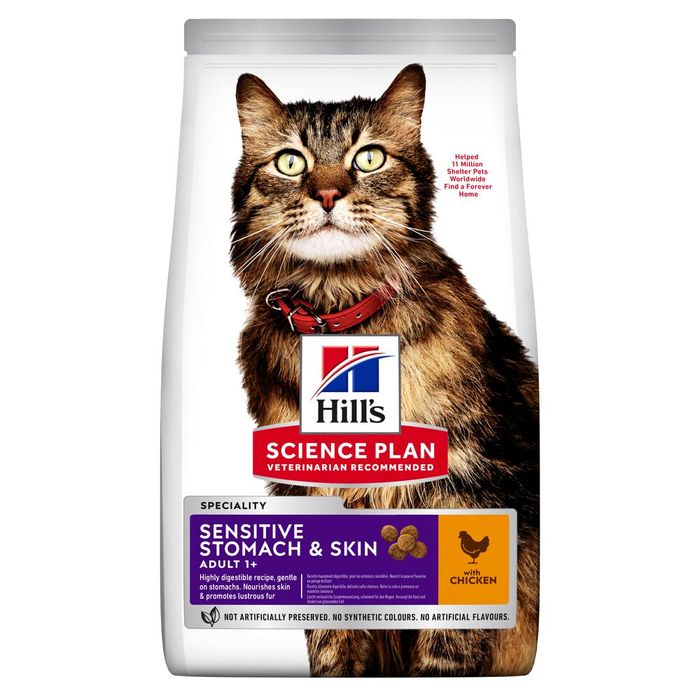 Helped
11 Million
Shelter Pets
Worldwide
Find a Forever
Home
Hill's
SCIENCE PLAN
VETERINARIAN RECOMMENDED
SPECIALITY
SENSITIVE
STOMACH & SKIN
ADULT 1+
Highly digestible recipe, gentle
on stomachs. Nourishes skin
& promotes lustrous fur
with
CHICKEN
NOT ARTIFICIALLY PRESERVED. NO SYNTHETIC COLOURS. NO ARTIFICIAL FLAVOURS.